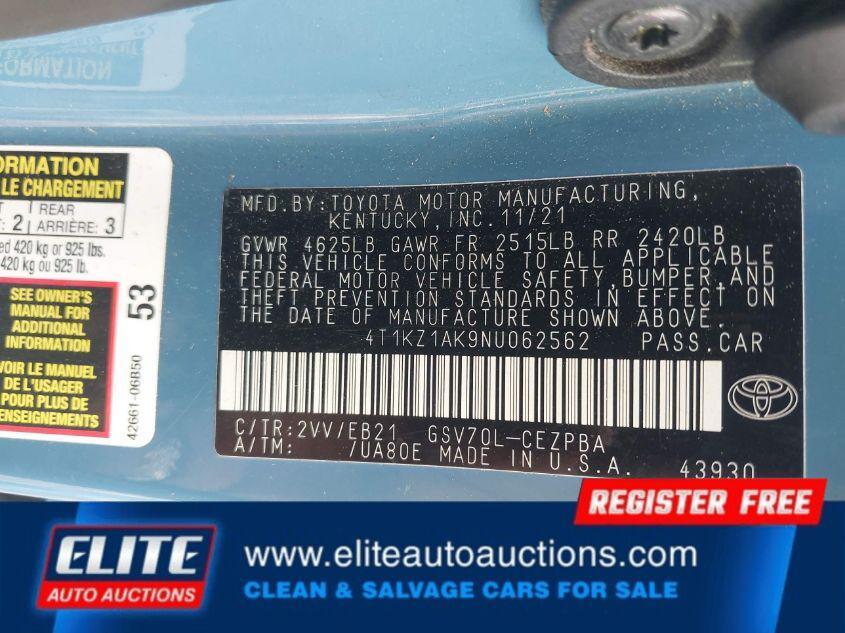 FORMATION
ORMATION
LE CHARGEMENT
1 REAR
2 ARRIÈRE: 3
420 kg or 925 lbs.
420 kg ou 925 lb.
SEE OWNER'S
MANUAL FOR
ADDITIONAL
INFORMATION
VOIR LE MANUEL
DE L'USAGER
POUR PLUS DE
RENSEIGNEMENTS
53
42661-06B50
MFD.BY:TOYOTA MOTOR MANUFACTURING,
KENTUCKY,INC. 11/21
GVWR 4625LB GAWR FR 2515LB RR 2420LB
THIS VEHICLE CONFORMS TO ALL APPLICABLE
FEDERAL MOTOR VEHICLE SAFETY,BUMPER,AND
THEFT PREVENTION STANDARDS IN EFFECT ON
THE DATE OF MANUFACTURE SHOWN ABOVE.
4T1KZ1AK9NU062562 PASS.CAR
C/TR:2VV/EB21 GSV70L-CEZPBA
A/TM: /UA80E MADE IN U.S.A. 43930
TOYOTA
REGISTER FREE
ELITE
AUTO AUCTIONS
www.eliteautoauctions.com
CLEAN & SALVAGE CARS FOR SALE